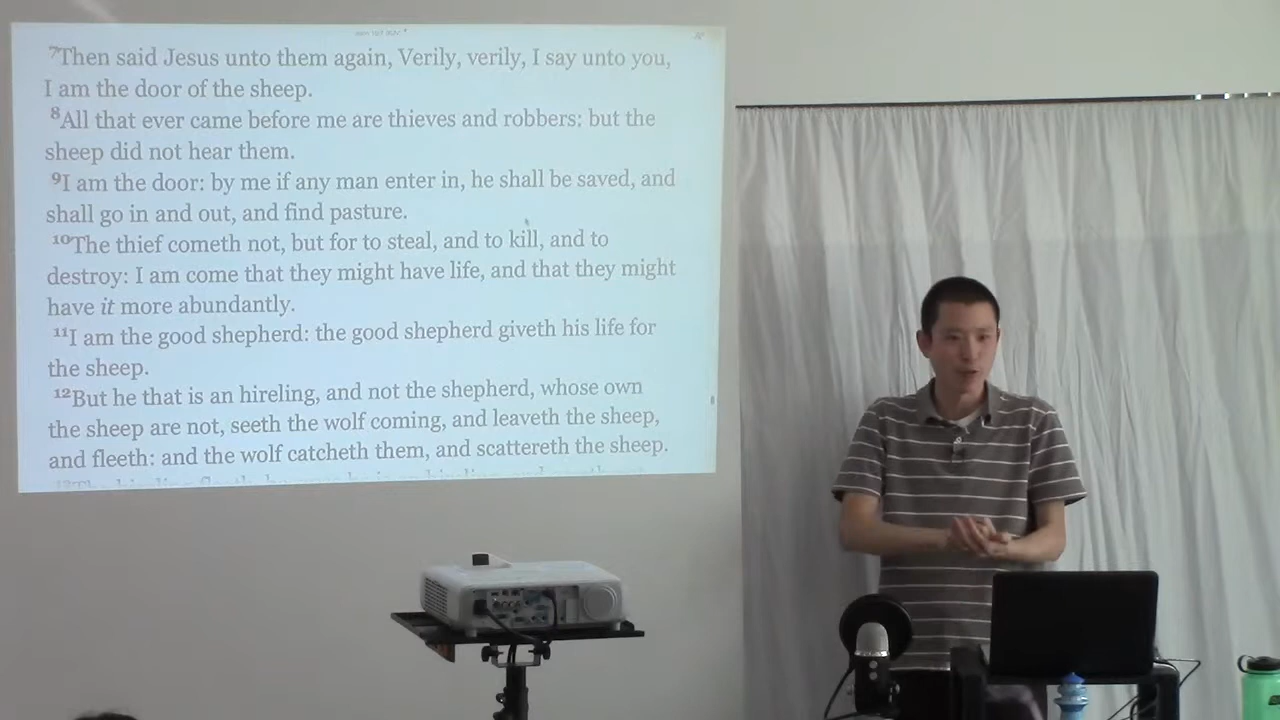 7Then said Jesus unto them again, Verily, verily, I say unto you,
I am the door of the sheep.
8All that ever came before me are thieves and robbers: but the
sheep did not hear them.
9I am the door: by me if any man enter in, he shall be saved, and
shall go in and out, and find pasture.
10The thief cometh not, but for to steal, and to kill, and to
destroy: I am come that they might have life, and that they might
have it more abundantly.
11I am the good shepherd: the good shepherd giveth his life for
the sheep.
12But he that is an hireling, and not the shepherd, whose own
the sheep are not, seeth the wolf coming, and leaveth the sheep,
and fleeth: and the wolf catcheth them, and scattereth the sheep.